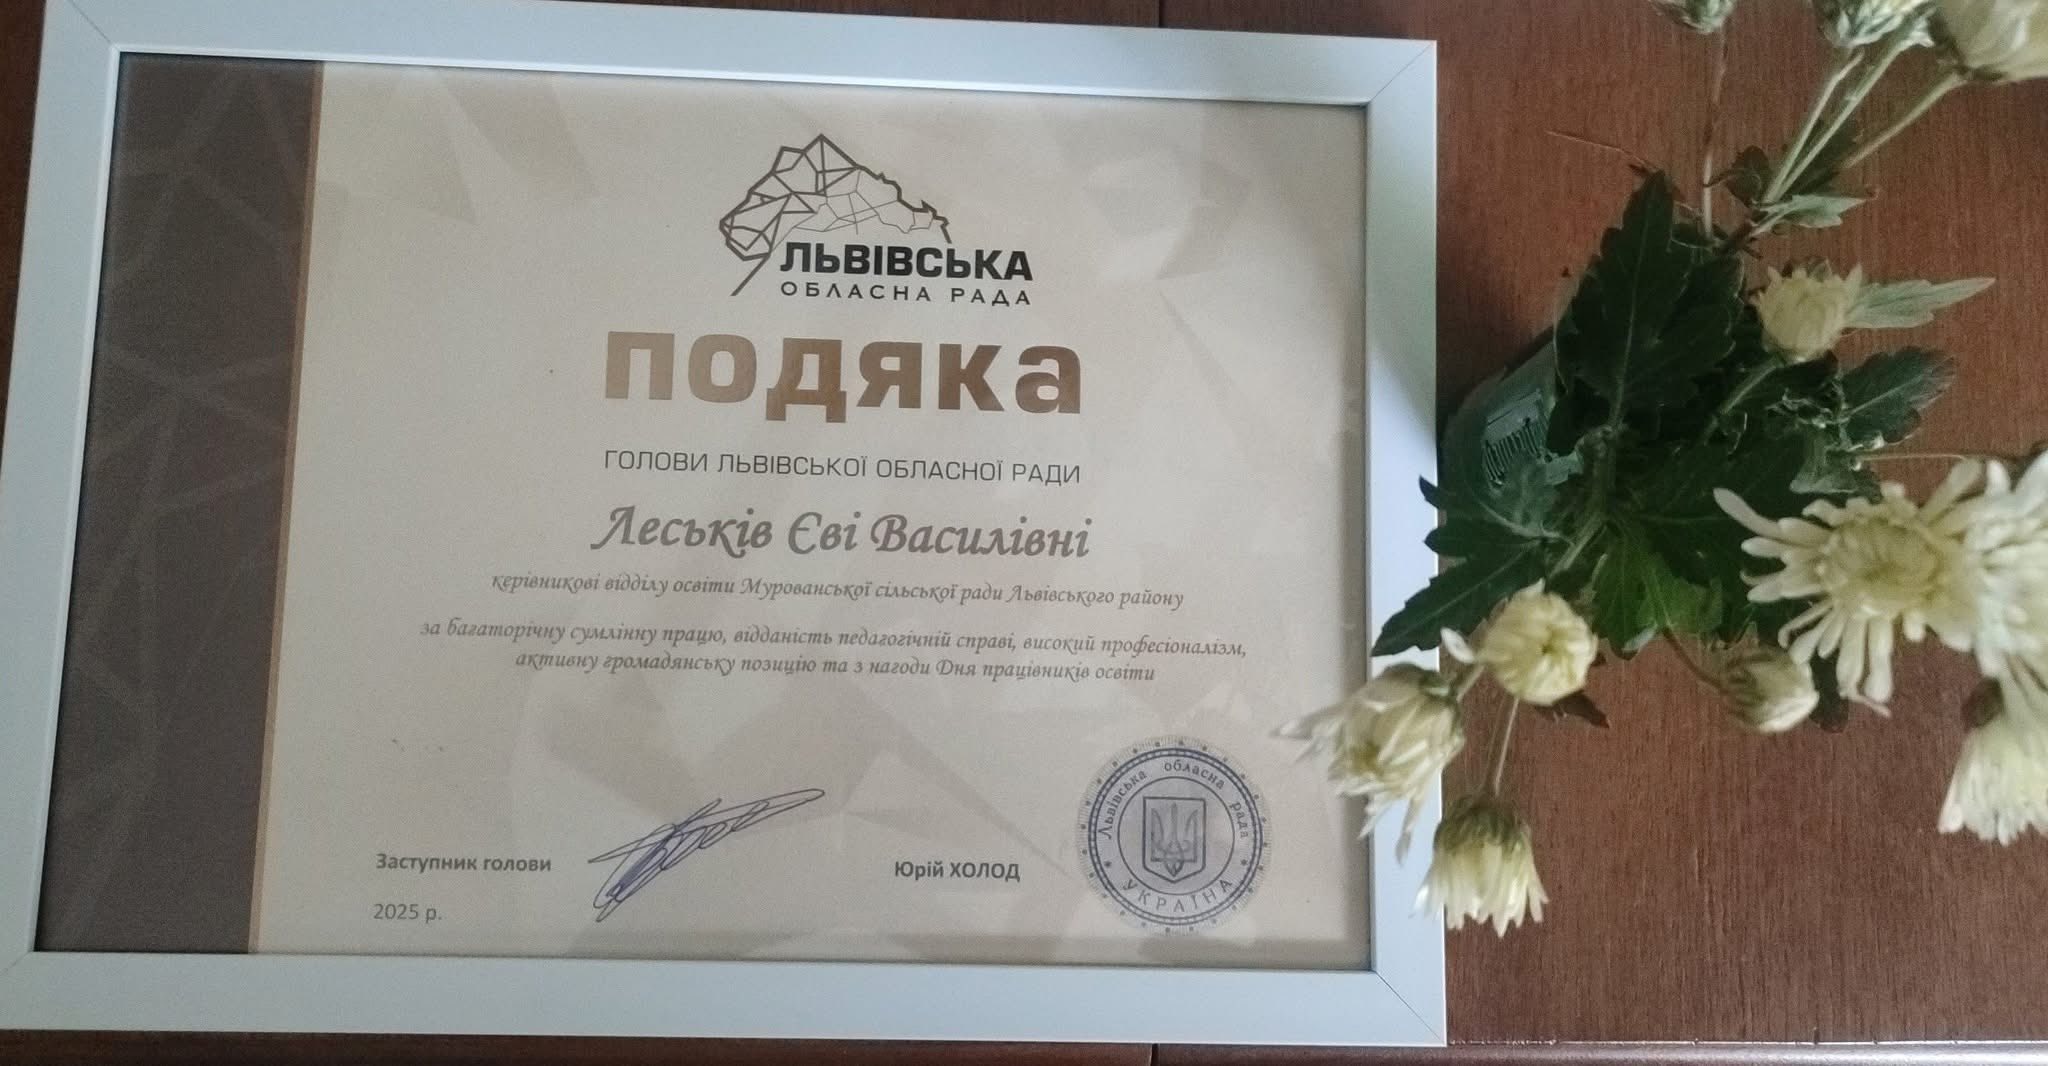 ЛЬВІВСЬКА
ОБЛАСНА РАДА
ПОДЯКА
ГОЛОВИ ЛЬВІВСЬКОЇ ОБЛАСНОЇ РАДИ
Леськів Єві Василівні
керівникові відділу освіти Мурованської сільської ради Львівського району
за багаторічну сумлінну працю, відданість педагогічній справі, високий професіоналізм,
активну громадянську позицію та з нагоди Дня працівників освіти
Заступник голови
Юрій ХОЛОД
2025 р.
Львівська обласна рада
УКРАЇНА